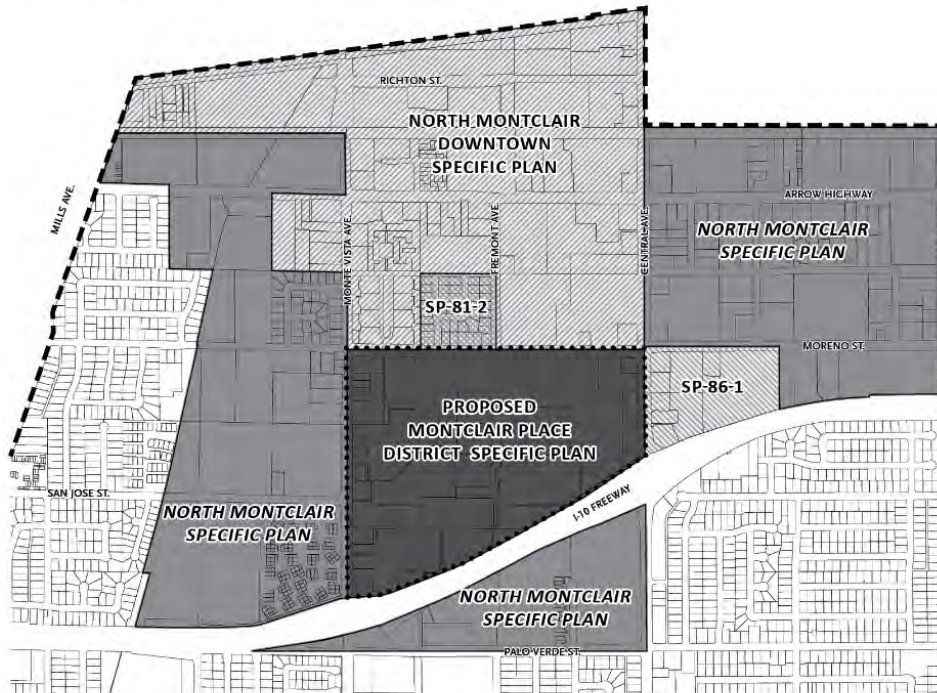 RICHTON ST.
NORTH MONTCLAIR
DOWNTOWN
SPECIFIC PLAN
MILLS AVE.
ARROW HIGHWAY
MONTE VISTA AVE.
FREMONT AVE
CENTRAL AVE.
NORTH MONTCLAIR
SPECIFIC PLAN
SP-81-2
MORENO ST.
SP-86-1
PROPOSED
MONTCLAIR PLACE
DISTRICT SPECIFIC PLAN
SAN JOSE ST.
NORTH MONTCLAIR
SPECIFIC PLAN
I-10 FREEWAY
NORTH MONTCLAIR
SPECIFIC PLAN
PALO VERDE ST.